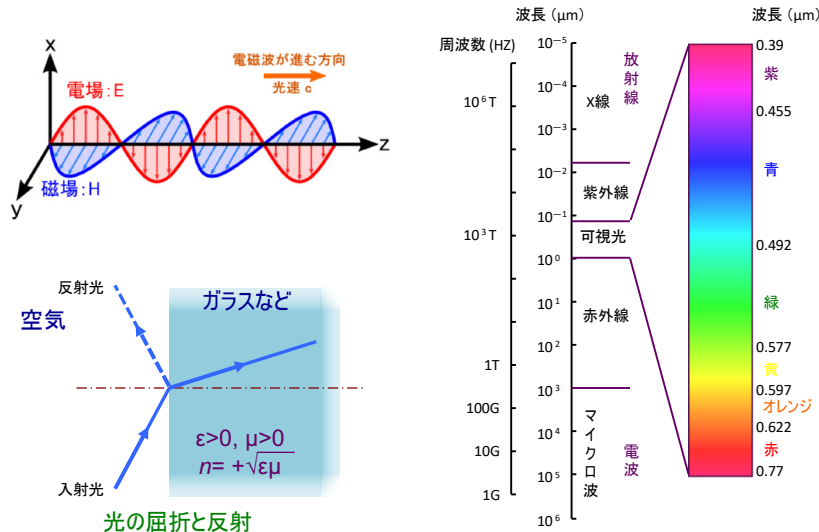 x
電磁波が進む方向
光速 c
電場:E
z
磁場:H
y
反射光
ガラスなど
空気
ε>0, μ>0
n= +√εμ
入射光
光の屈折と反射
波長 (μm)
周波数 (HZ)
10⁻⁵
10⁻⁴
10⁻³
10⁻²
10⁻¹
10⁰
10¹
10²
10³
10⁴
10⁵
10⁶
10⁶T
10³T
1T
100G
10G
1G
放射線
X線
紫外線
可視光
赤外線
マイクロ波
電波
波長 (μm)
0.39
紫
0.455
青
0.492
緑
0.577
黄
0.597
オレンジ
0.622
赤
0.77